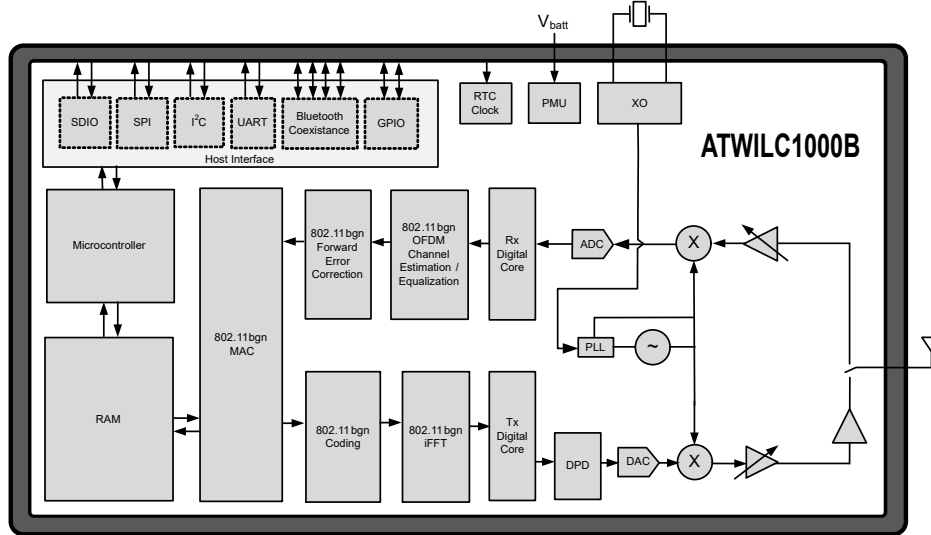 V_batt
RTC
Clock
PMU
XO
SDIO
SPI
I²C
UART
Bluetooth
Coexistance
GPIO
Host Interface
ATWILC1000B
Microcontroller
RAM
802.11bgn
MAC
802.11bgn
Forward
Error
Correction
802.11bgn
OFDM
Channel
Estimation /
Equalization
Rx
Digital
Core
ADC
X
PLL
~
802.11bgn
Coding
802.11bgn
iFFT
Tx
Digital
Core
DPD
DAC
X